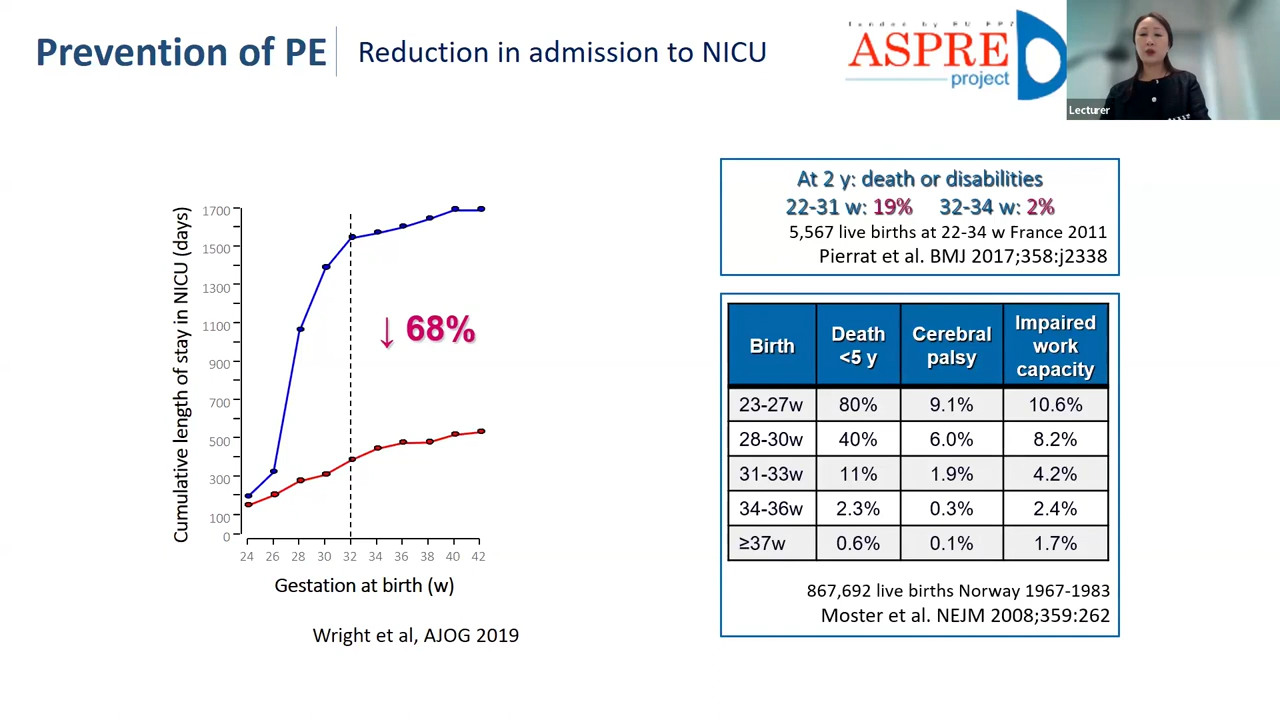 Prevention of PE
Reduction in admission to NICU
funded by EU FP7
ASPRE
project
Lecturer
Cumulative length of stay in NICU (days)
1700
1500
1300
1100
900
700
500
300
100
0
↓ 68%
24 26 28 30 32 34 36 38 40 42
Gestation at birth (w)
Wright et al, AJOG 2019
At 2 y: death or disabilities
22-31 w: 19% 32-34 w: 2%
5,567 live births at 22-34 w France 2011
Pierrat et al. BMJ 2017;358:j2338
Birth Death <5 y Cerebral palsy Impaired work capacity
23-27w 80% 9.1% 10.6%
28-30w 40% 6.0% 8.2%
31-33w 11% 1.9% 4.2%
34-36w 2.3% 0.3% 2.4%
≥37w 0.6% 0.1% 1.7%
867,692 live births Norway 1967-1983
Moster et al. NEJM 2008;359:262